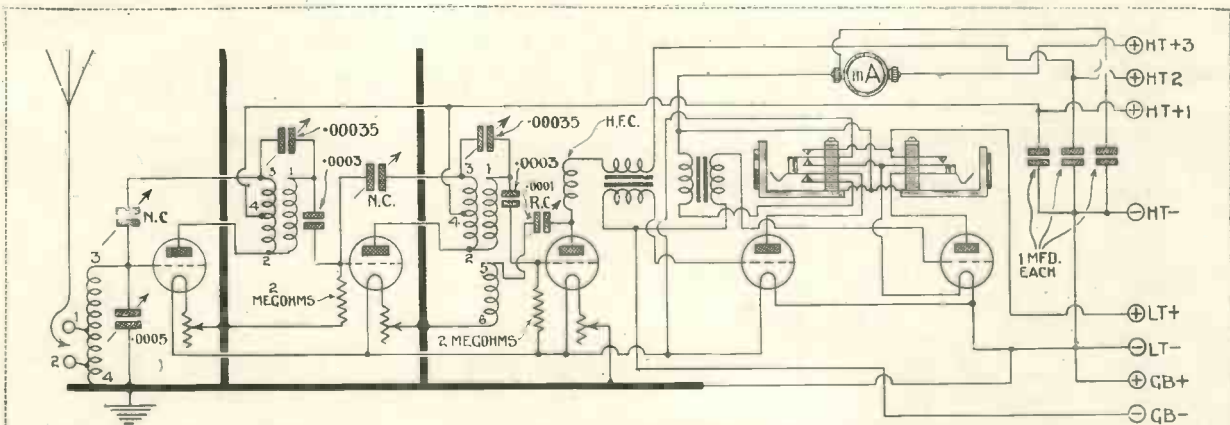 .00035
.0003
N.C.
3
1
4
2
N.C
3
1
2
4
.0005
2
MEGOHMS
.00035
.0003
.0001
R.C.
3
1
4
2
5
6
2 MEGOHMS
H.F.C.
mA
HT+3
HT2
HT+1
HT-
1 MFD.
EACH
LT+
LT-
GB+
GB-